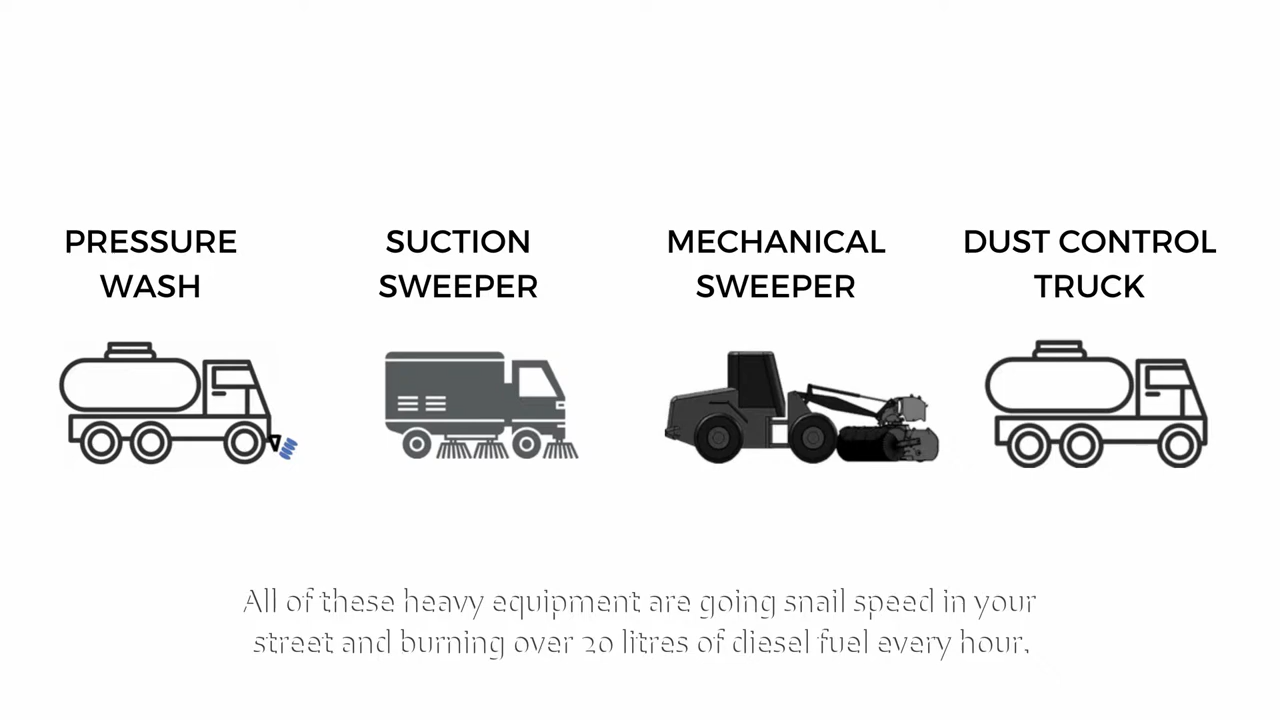 PRESSURE
WASH
SUCTION
SWEEPER
MECHANICAL
SWEEPER
DUST CONTROL
TRUCK
All of these heavy equipment are going snail speed in your
street and burning over 20 litres of diesel fuel every hour.